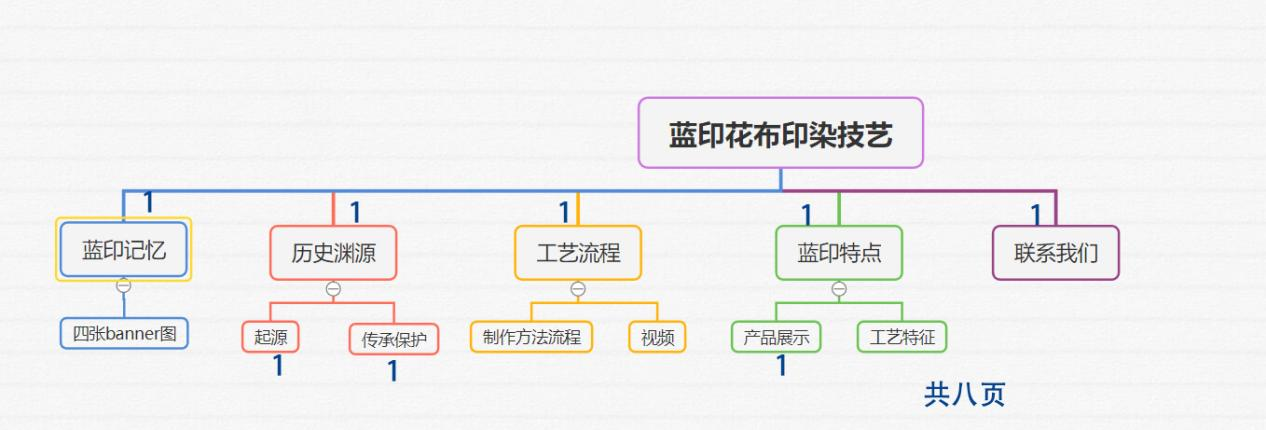 蓝印花布印染技艺
1
1
1
1
1
蓝印记忆
历史渊源
工艺流程
蓝印特点
联系我们
四张banner图
起源
传承保护
制作方法流程
视频
产品展示
工艺特征
1
1
1
共八页